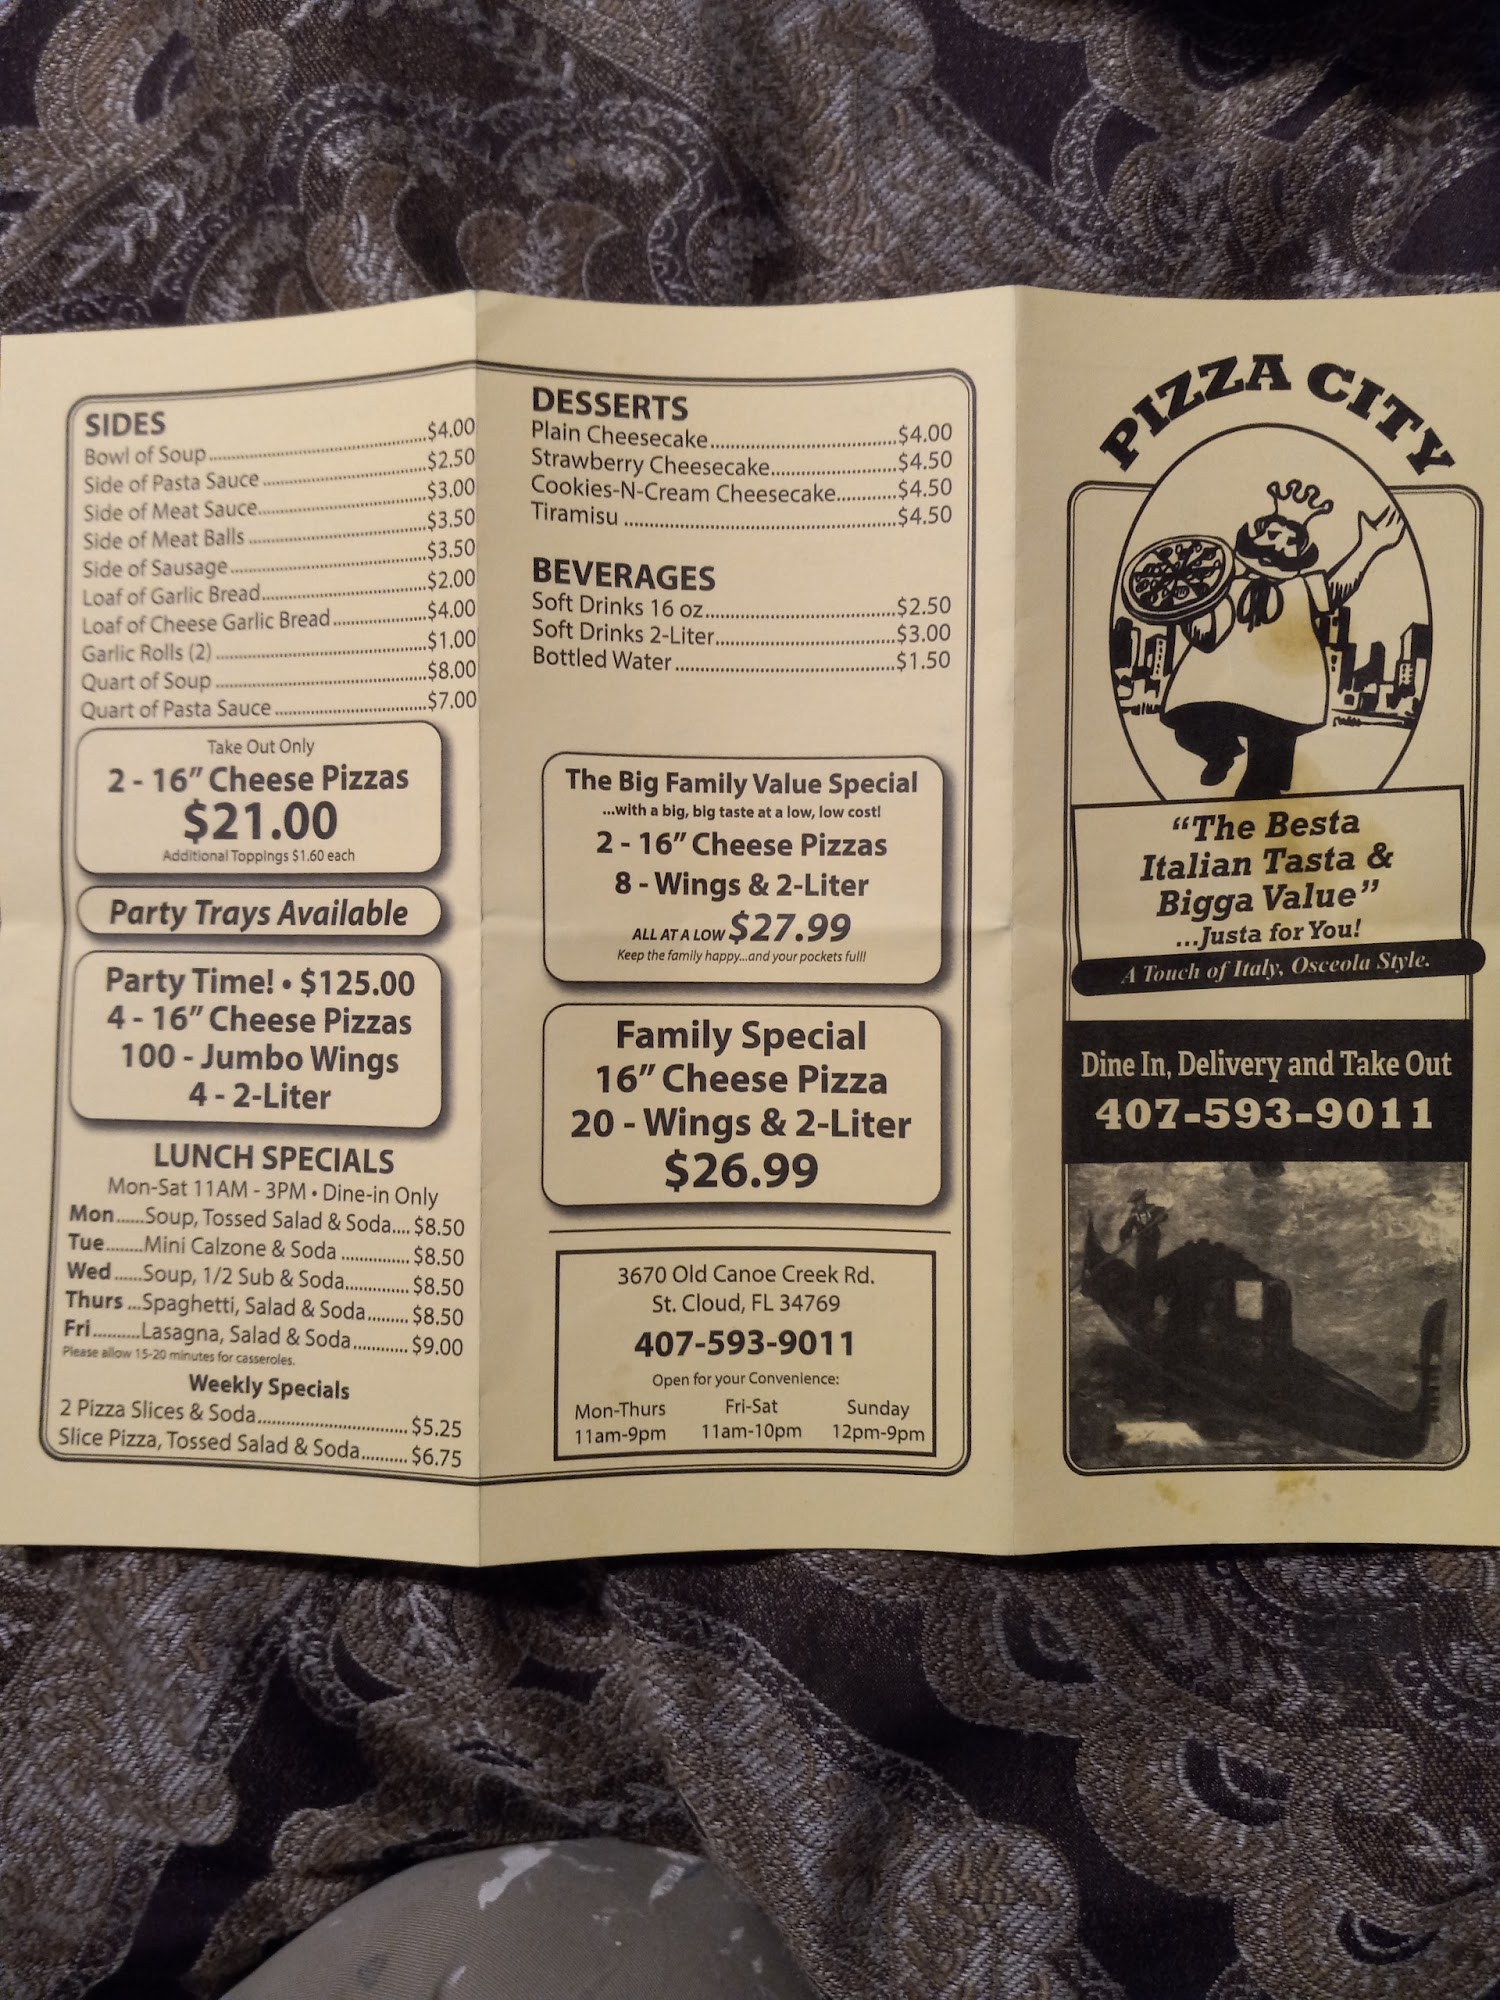 SIDES
Bowl of Soup $4.00
Side of Pasta Sauce $2.50
Side of Meat Sauce $3.00
Side of Meat Balls $3.50
Side of Sausage $3.50
Loaf of Garlic Bread $2.00
Loaf of Cheese Garlic Bread $4.00
Garlic Rolls (2) $1.00
Quart of Soup $8.00
Quart of Pasta Sauce $7.00
Take Out Only
2 - 16" Cheese Pizzas
$21.00
Additional Toppings $1.60 each
Party Trays Available
Party Time! • $125.00
4 - 16" Cheese Pizzas
100 - Jumbo Wings
4 - 2-Liter
LUNCH SPECIALS
Mon-Sat 11AM - 3PM • Dine-in Only
Mon......Soup, Tossed Salad & Soda.... $8.50
Tue........Mini Calzone & Soda ............. $8.50
Wed ......Soup, 1/2 Sub & Soda............ $8.50
Thurs ...Spaghetti, Salad & Soda......... $8.50
Fri..........Lasagna, Salad & Soda............ $9.00
Please allow 15-20 minutes for casseroles.
Weekly Specials
2 Pizza Slices & Soda $5.25
Slice Pizza, Tossed Salad & Soda.......... $6.75
DESSERTS
Plain Cheesecake $4.00
Strawberry Cheesecake $4.50
Cookies-N-Cream Cheesecake $4.50
Tiramisu $4.50
BEVERAGES
Soft Drinks 16 oz $2.50
Soft Drinks 2-Liter $3.00
Bottled Water $1.50
The Big Family Value Special
...with a big, big taste at a low, low cost!
2 - 16" Cheese Pizzas
8 - Wings & 2-Liter
ALL AT A LOW $27.99
Keep the family happy...and your pockets full!
Family Special
16" Cheese Pizza
20 - Wings & 2-Liter
$26.99
3670 Old Canoe Creek Rd.
St. Cloud, FL 34769
407-593-9011
Open for your Convenience:
Mon-Thurs Fri-Sat Sunday
11am-9pm 11am-10pm 12pm-9pm
PIZZA CITY
"The Besta
Italian Tasta &
Bigga Value"
...Justa for You!
A Touch of Italy, Osceola Style.
Dine In, Delivery and Take Out
407-593-9011